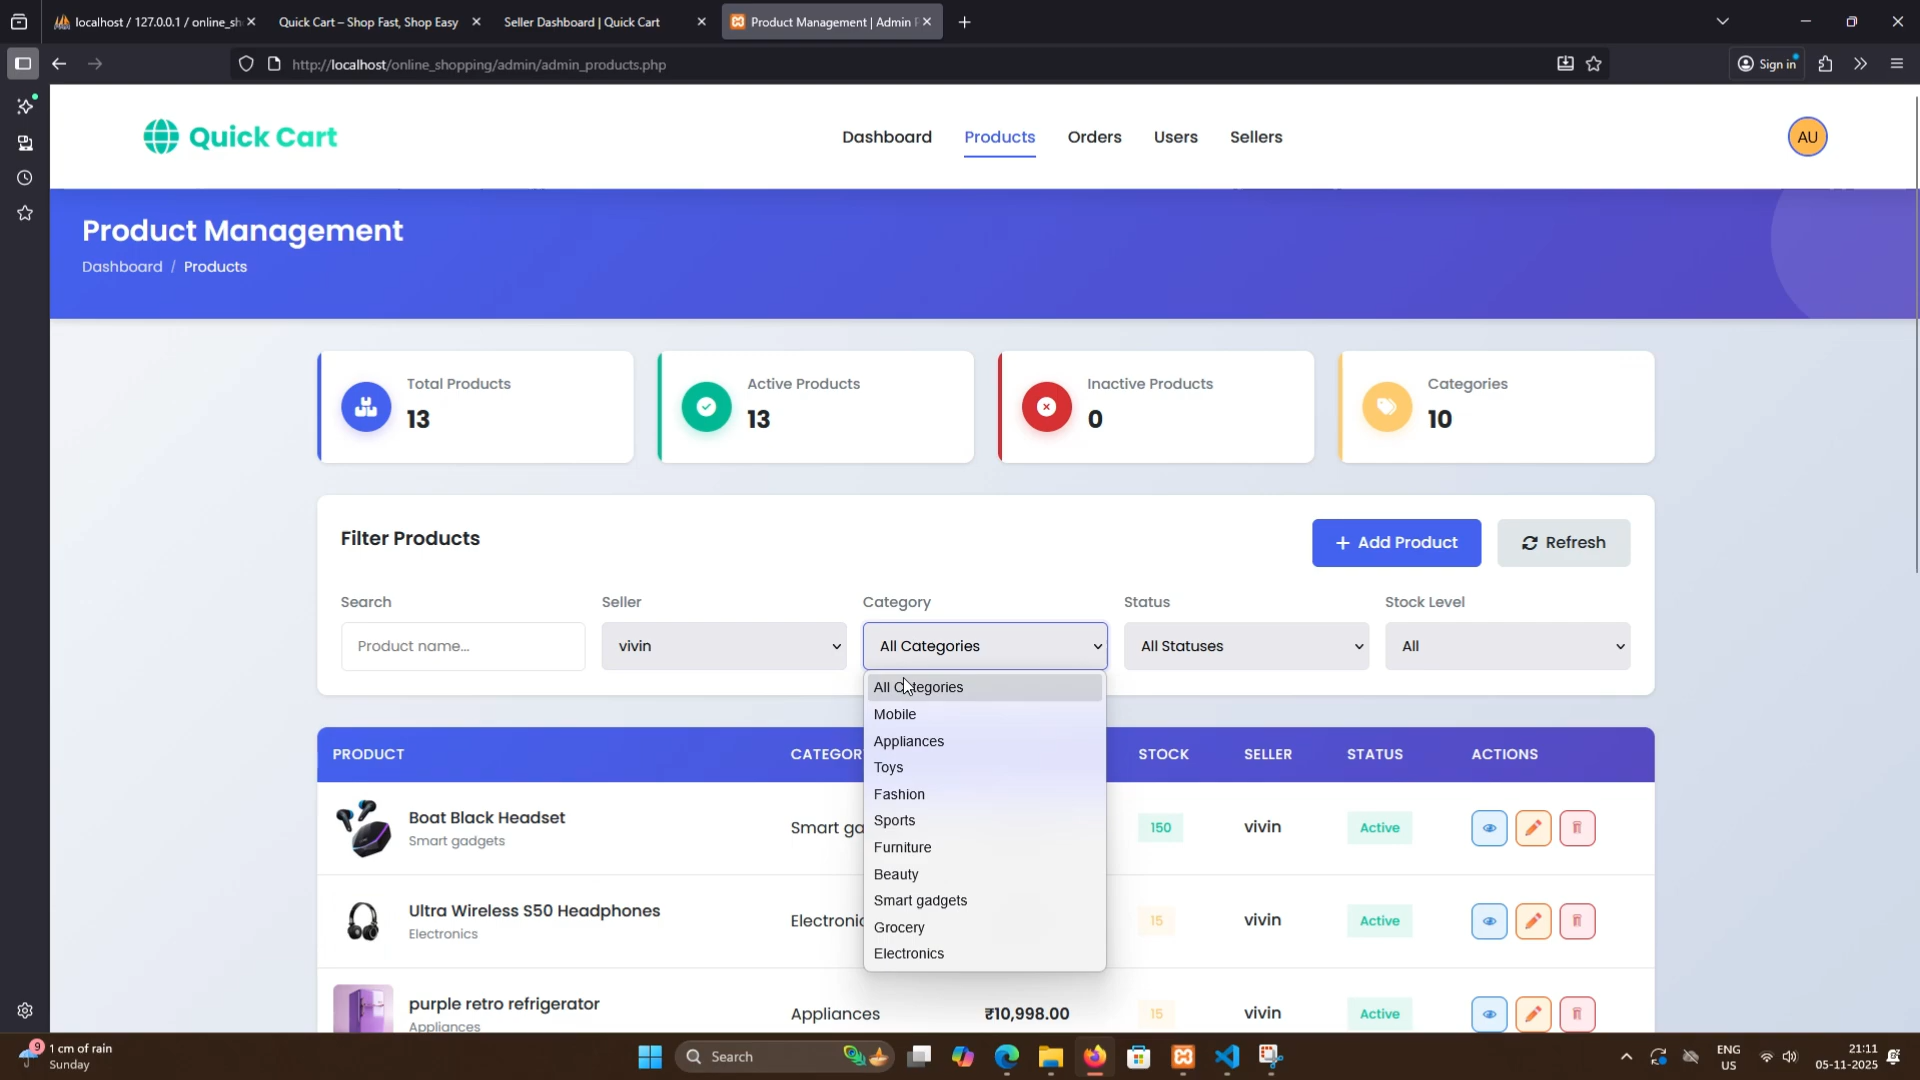 localhost / 127.0.0.1 / online_sh
Quick Cart – Shop Fast, Shop Easy
Seller Dashboard | Quick Cart
Product Management | Admin
http://localhost/online_shopping/admin/admin_products.php
Sign in
Quick Cart
Dashboard
Products
Orders
Users
Sellers
AU
Product Management
Dashboard / Products
Total Products
13
Active Products
13
Inactive Products
0
Categories
10
Filter Products
+ Add Product
Refresh
Search
Seller
Category
Status
Stock Level
Product name...
vivin
All Categories
All Statuses
All
All Categories
Mobile
Appliances
Toys
Fashion
Sports
Furniture
Beauty
Smart gadgets
Grocery
Electronics
PRODUCT
STOCK
SELLER
STATUS
ACTIONS
Boat Black Headset
Smart gadgets
150
vivin
Active
Ultra Wireless S50 Headphones
Electronics
15
vivin
Active
purple retro refrigerator
Appliances
Appliances
₹10,998.00
15
vivin
Active
9
1 cm of rain
Sunday
Search
ENG
US
21:11
05-11-2025